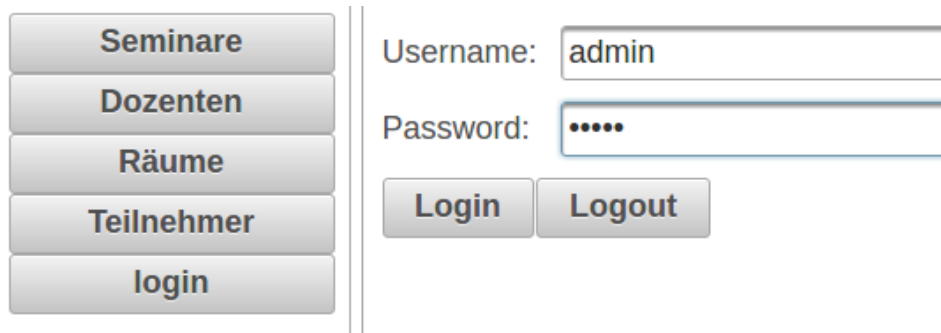 Seminare
Dozenten
Räume
Teilnehmer
login
Username: admin
Password: •••••
Login Logout